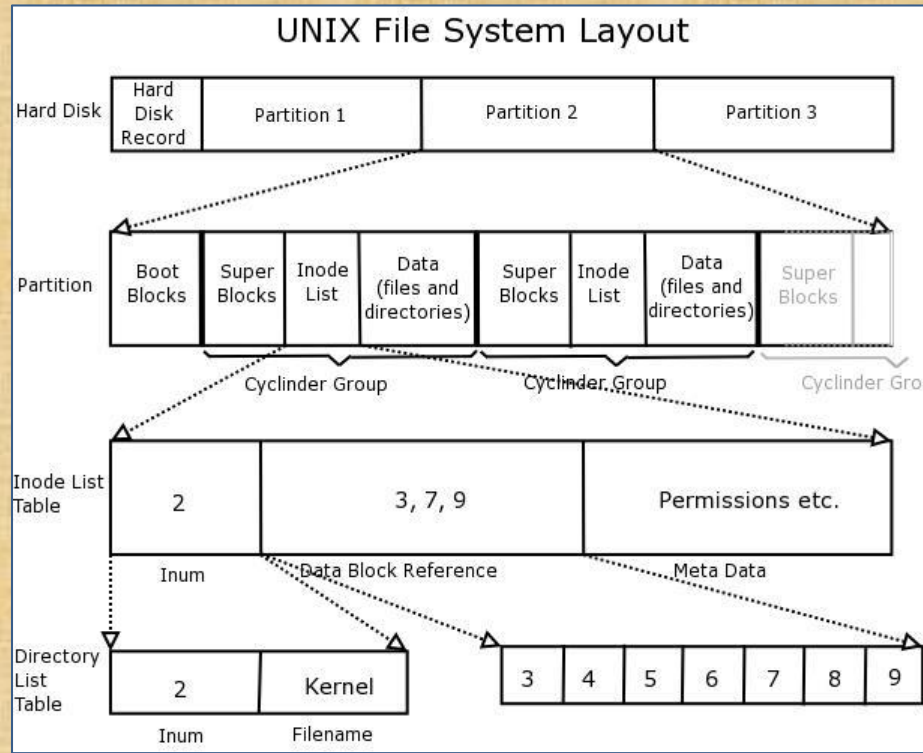 UNIX File System Layout
Hard Disk
Hard
Disk
Record
Partition 1
Partition 2
Partition 3
Partition
Boot
Blocks
Super
Blocks
Inode
List
Data
(files and
directories)
Super
Blocks
Inode
List
Data
(files and
directories)
Super
Blocks
Cyclinder Group
Cyclinder Group
Cyclinder Gro
Inode List
Table
2
3, 7, 9
Permissions etc.
Inum
Data Block Reference
Meta Data
Directory
List
Table
2
Kernel
3 4 5 6 7 8 9
Inum
Filename